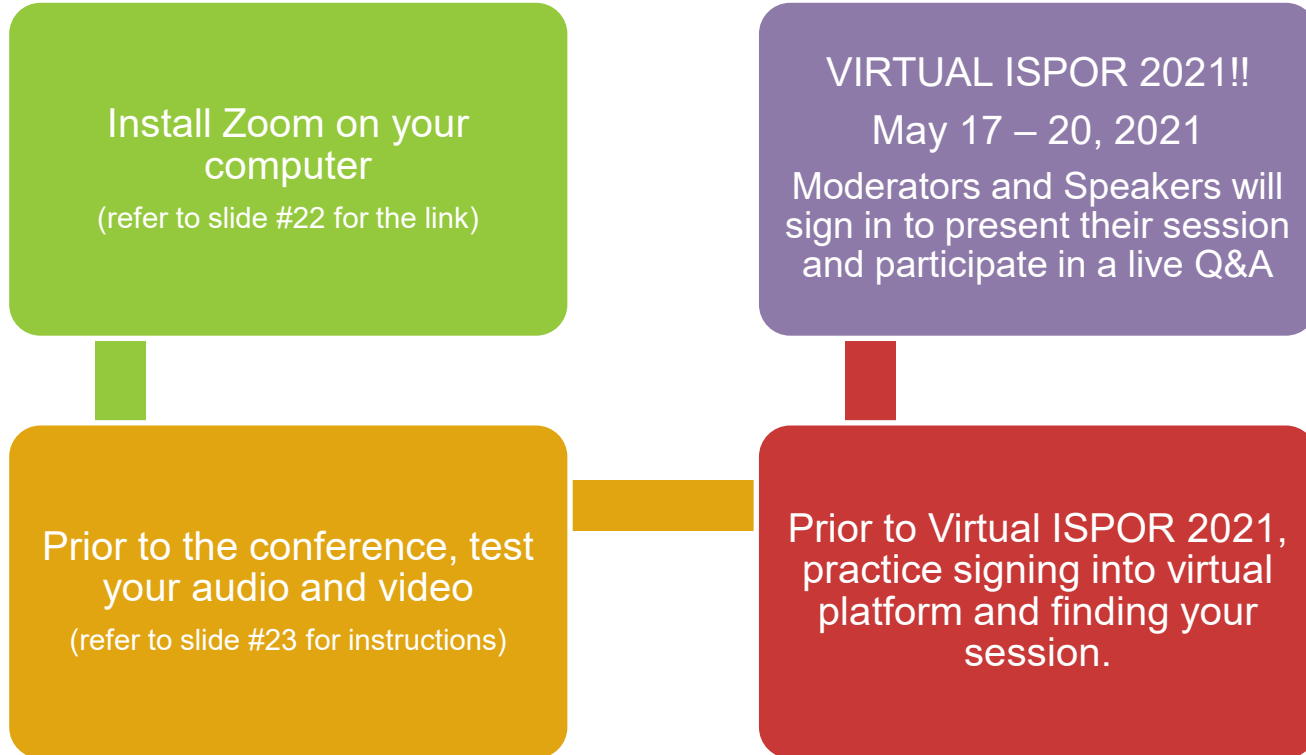 Install Zoom on your
computer
(refer to slide #22 for the link)
Prior to the conference, test
your audio and video
(refer to slide #23 for instructions)
Prior to Virtual ISPOR 2021,
practice signing into virtual
platform and finding your
session.
VIRTUAL ISPOR 2021!!
May 17 – 20, 2021
Moderators and Speakers will
sign in to present their session
and participate in a live Q&A